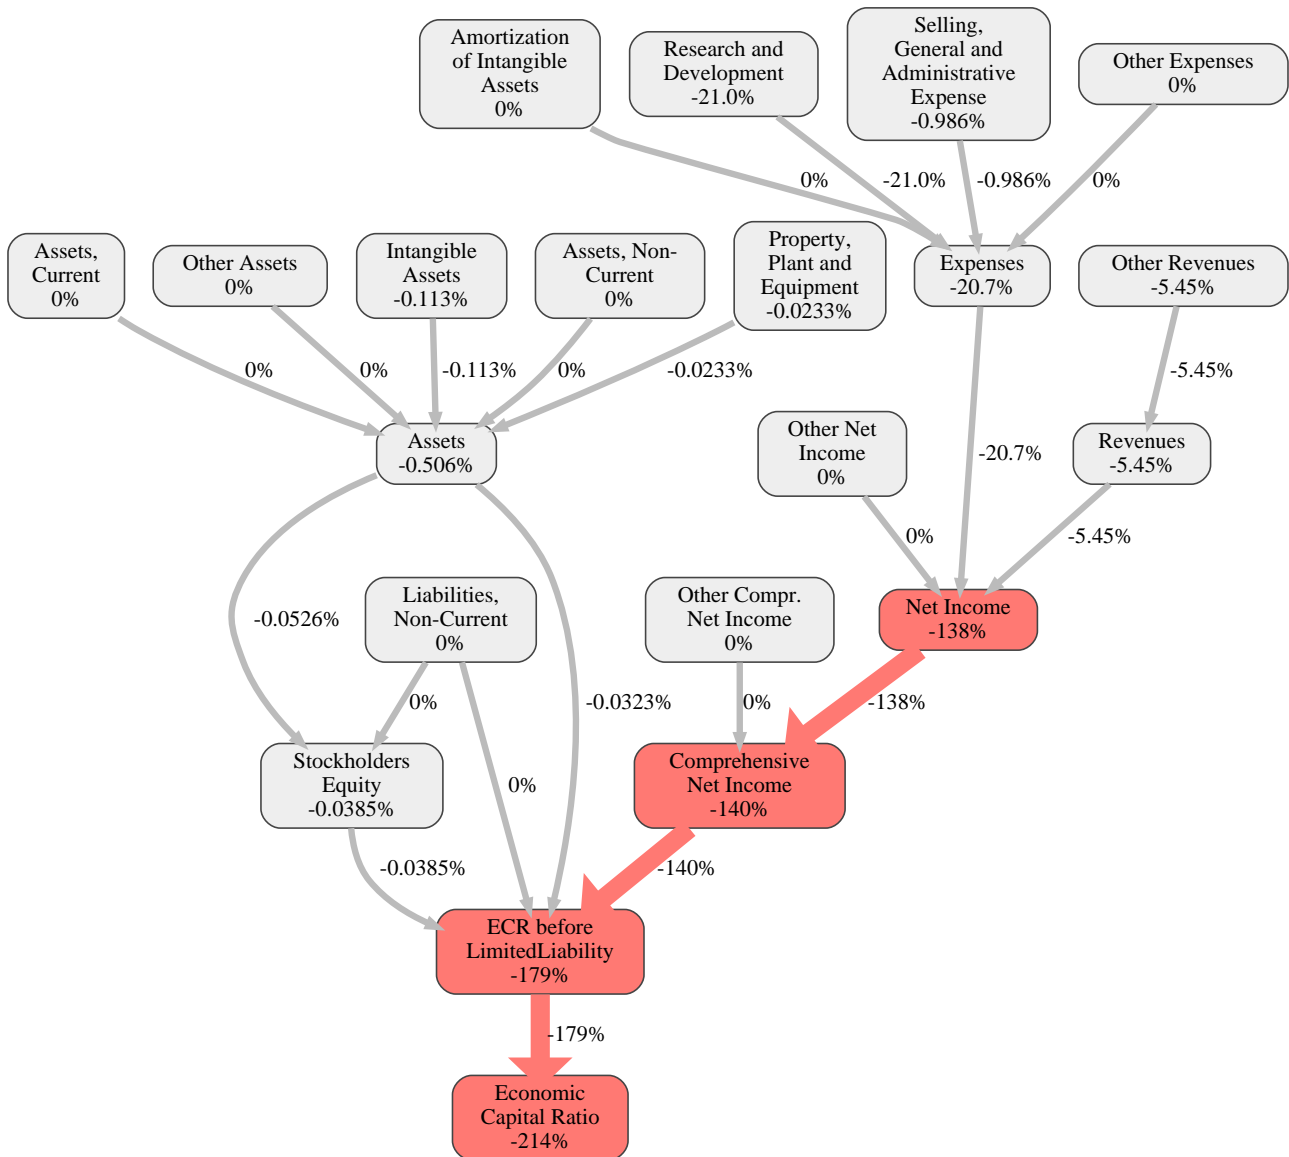 Amortization
of Intangible
Assets
0%
Research and
Development
-21.0%
Selling,
General and
Administrative
Expense
-0.986%
Other Expenses
0%
0%
-21.0%
-0.986%
0%
Assets,
Current
0%
Other Assets
0%
Intangible
Assets
-0.113%
Assets, Non-
Current
0%
Property,
Plant and
Equipment
-0.0233%
Expenses
-20.7%
Other Revenues
-5.45%
0%
0%
-0.113%
0%
-0.0233%
-5.45%
Assets
-0.506%
Other Net
Income
0%
-20.7%
Revenues
-5.45%
0%
-5.45%
-0.0526%
Liabilities,
Non-Current
0%
Other Compr.
Net Income
0%
Net Income
-138%
0%
-0.0323%
0%
-138%
Stockholders
Equity
-0.0385%
0%
Comprehensive
Net Income
-140%
-0.0385%
-140%
ECR before
LimitedLiability
-179%
-179%
Economic
Capital Ratio
-214%